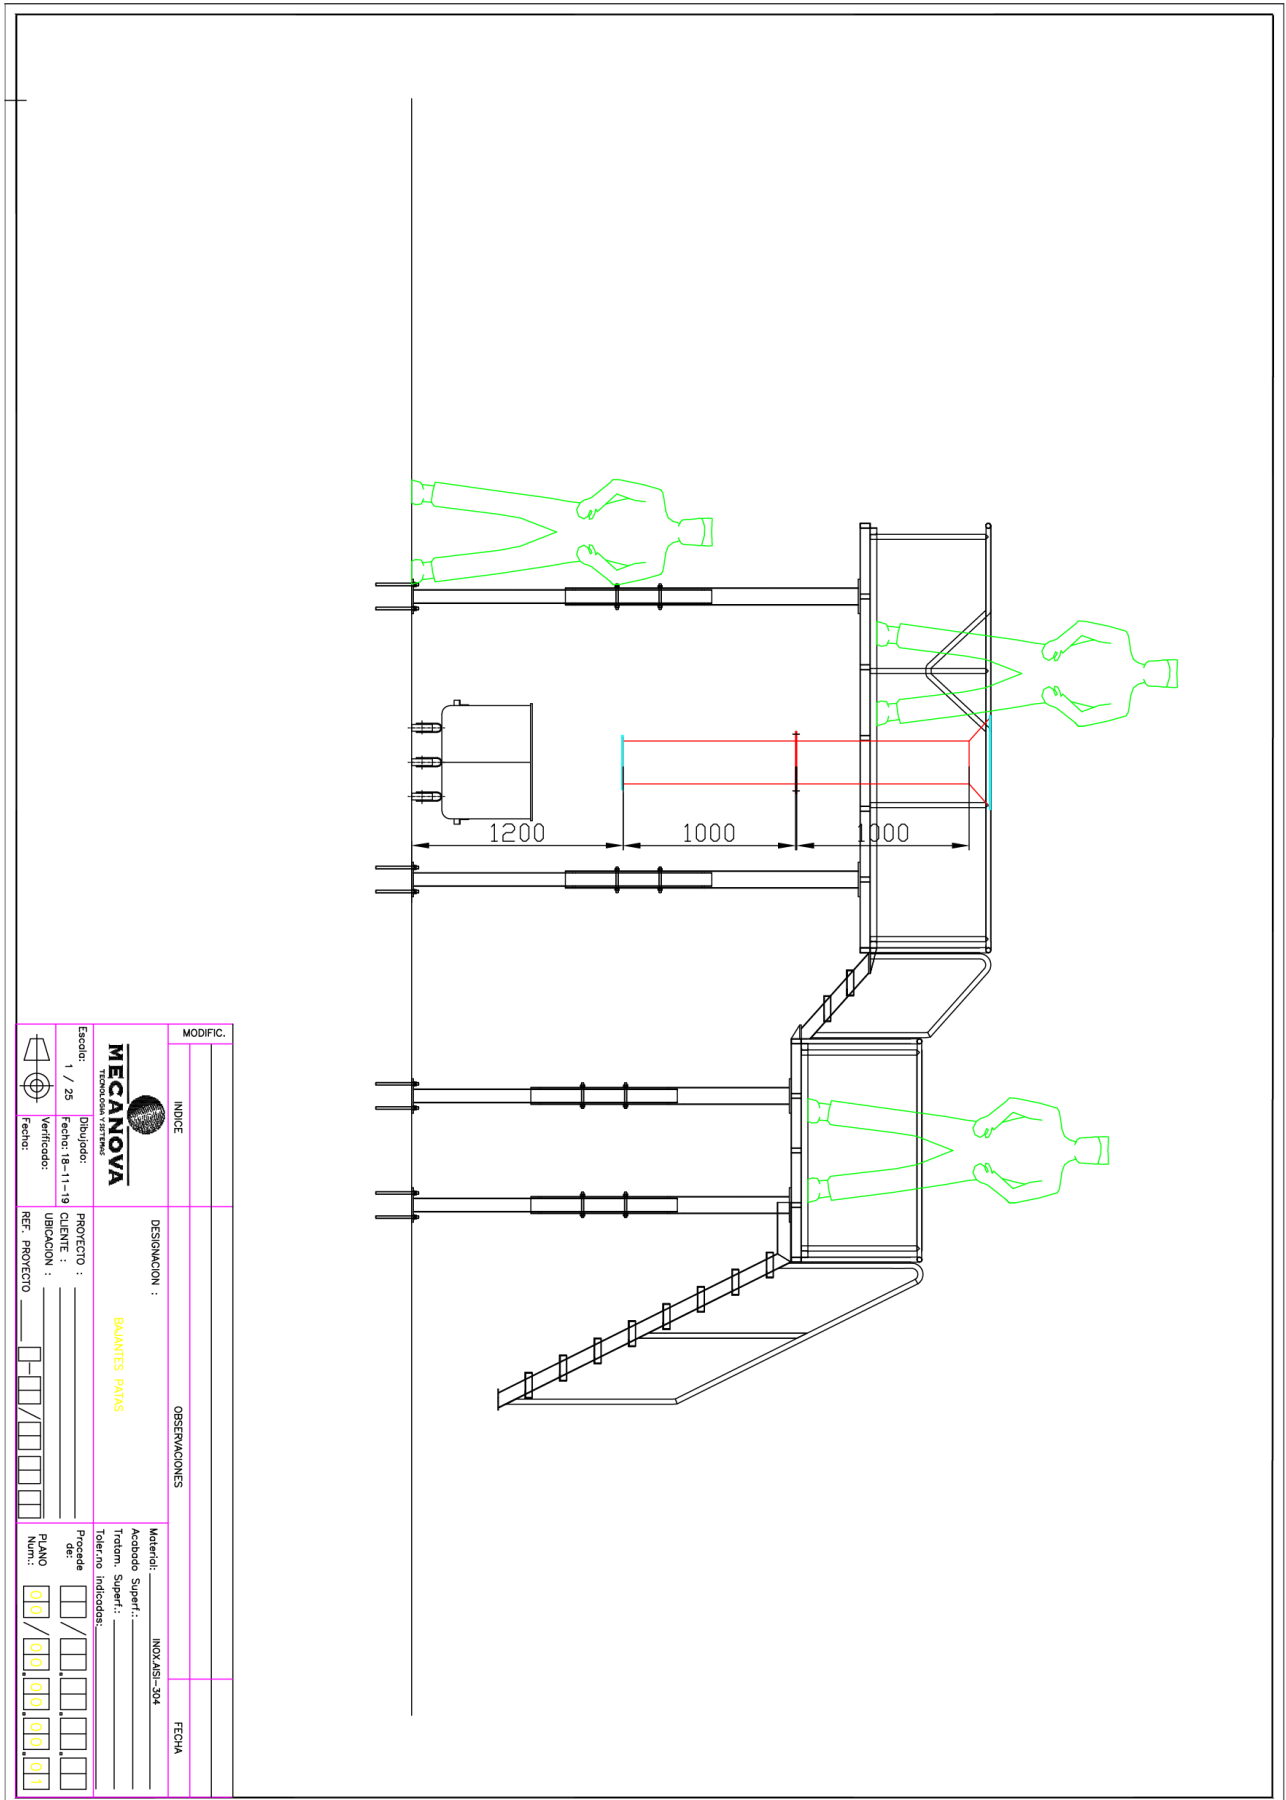 1200
1000
1000
MODIFIC.
INDICE
OBSERVACIONES
FECHA
MECANOVA
TECNOLOGIA Y SISTEMAS
DESIGNACION :
BAJANTES PATAS
Material: INOX.AISI-304
Acabado Superf.:
Tratam. Superf.:
Toler.no indicadas:
Escala:
1 / 25
Dibujado:
Fecha: 18-11-19
Verificado:
Fecha:
PROYECTO :
CLIENTE :
UBICACION :
REF. PROYECTO
Procede
de:
PLANO
Num.:
00/00.00.00.01